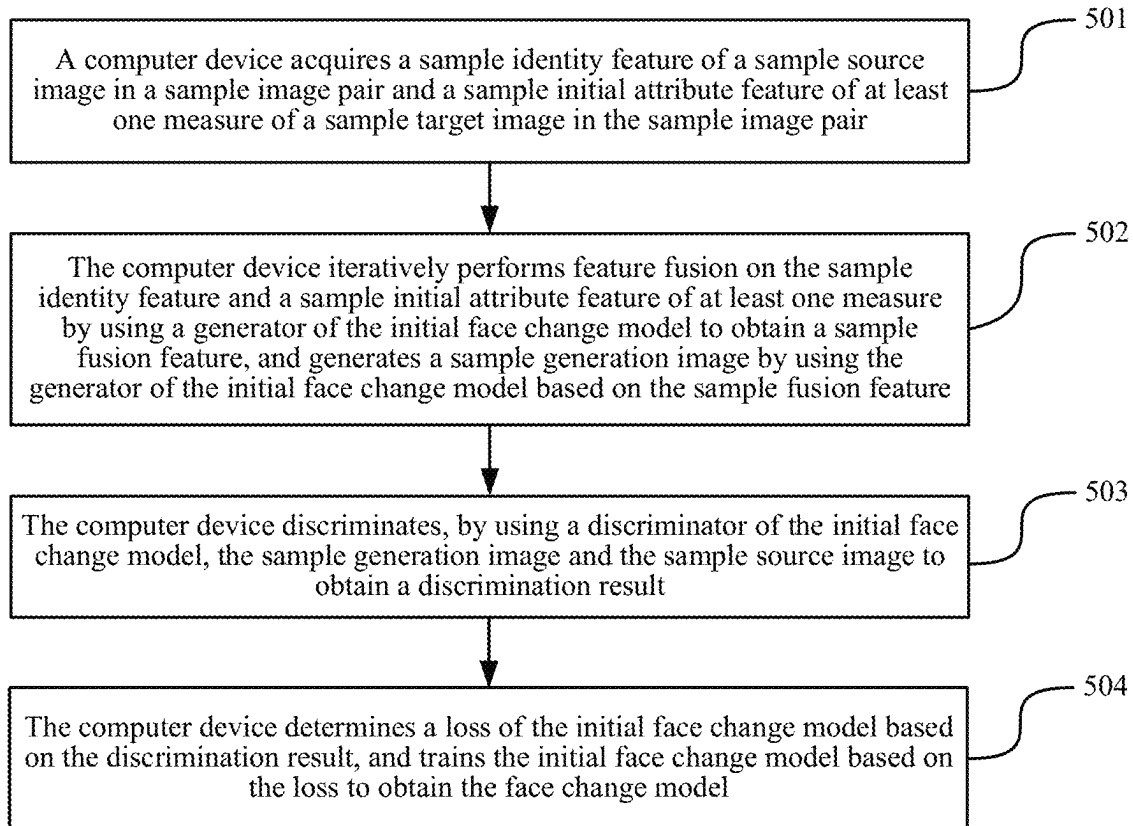 501
A computer device acquires a sample identity feature of a sample source
image in a sample image pair and a sample initial attribute feature of at least
one measure of a sample target image in the sample image pair
502
The computer device iteratively performs feature fusion on the sample
identity feature and a sample initial attribute feature of at least one measure
by using a generator of the initial face change model to obtain a sample
fusion feature, and generates a sample generation image by using the
generator of the initial face change model based on the sample fusion feature
503
The computer device discriminates, by using a discriminator of the initial face
change model, the sample generation image and the sample source image to
obtain a discrimination result
504
The computer device determines a loss of the initial face change model based
on the discrimination result, and trains the initial face change model based on
the loss to obtain the face change model